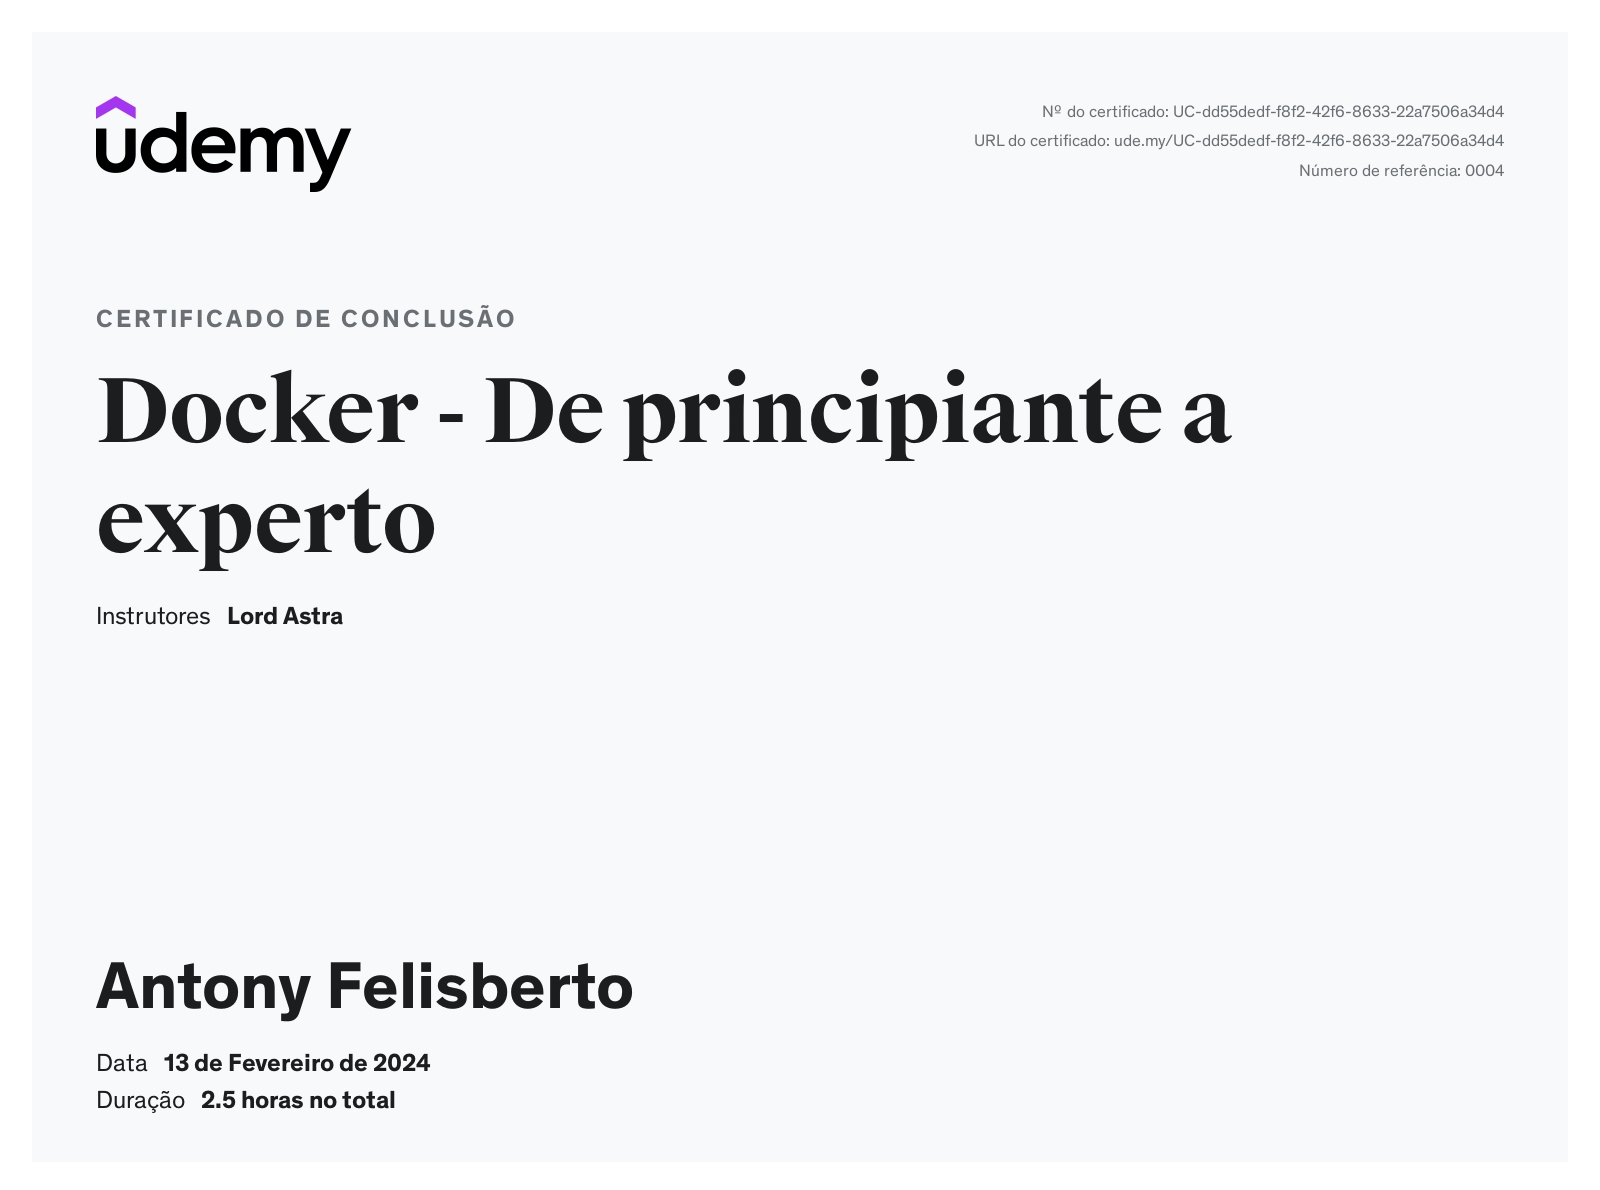 udemy
Nº do certificado: UC-dd55dedf-f8f2-42f6-8633-22a7506a34d4
URL do certificado: ude.my/UC-dd55dedf-f8f2-42f6-8633-22a7506a34d4
Número de referência: 0004
CERTIFICADO DE CONCLUSÃO
Docker - De principiante a
experto
Instrutores Lord Astra
Antony Felisberto
Data 13 de Fevereiro de 2024
Duração 2.5 horas no total